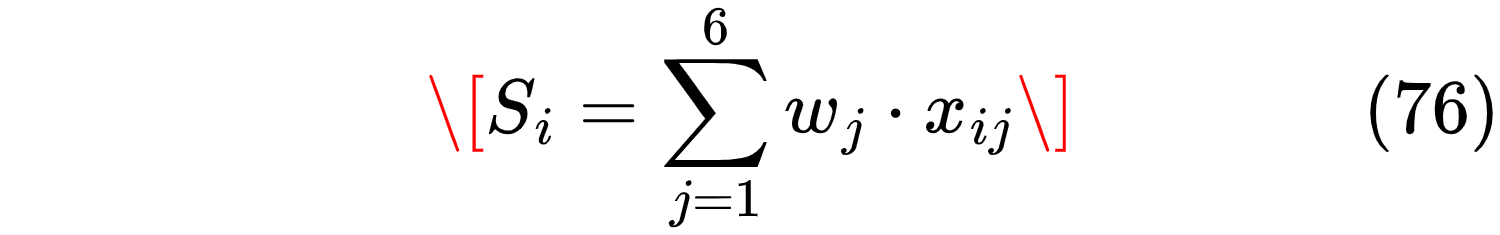 \[S_i = \sum_{j=1}^{6} w_j \cdot x_{ij}\] (76)